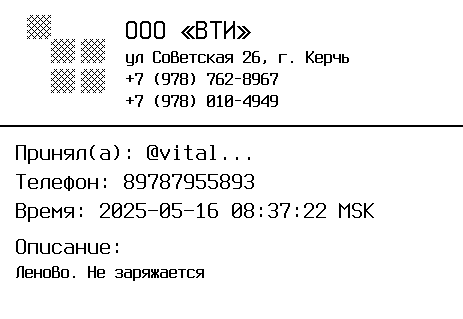 ООО «ВТИ»
ул Советская 26, г. Керчь
+7 (978) 762-8967
+7 (978) 010-4949
Принял(а): @vital...
Телефон: 89787955893
Время: 2025-05-16 08:37:22 MSK
Описание:
Леново. Не заряжается